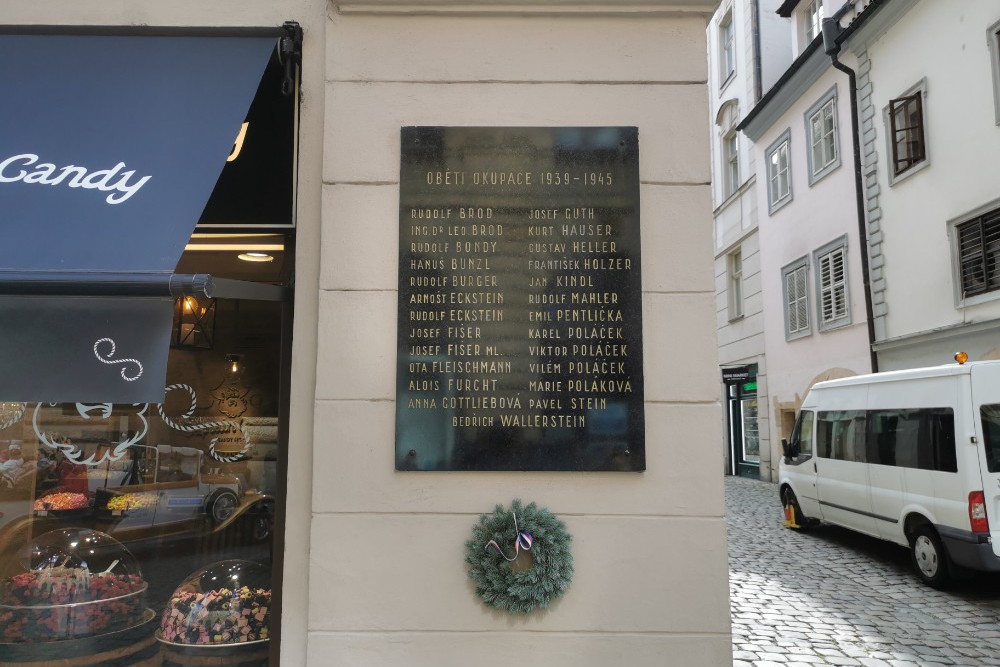 Candy
OBĚTI OKUPACE 1939-1945
RUDOLF BROD
ING.DR LEO BROD
RUDOLF BONDY
HANUŠ BUNZL
RUDOLF BURGER
ARNOŠT ECKSTEIN
RUDOLF ECKSTEIN
JOSEF FIŠER
JOSEF FIŠER ML.
OTA FLEISCHMANN
ALOIS FURCHT
ANNA GOTTLIEBOVÁ
JOSEF GUTH
KURT HAUSER
GUSTAV HELLER
FRANTIŠEK HOLZER
JAN KINDL
RUDOLF MAHLER
EMIL PENTLIČKA
KAREL POLÁČEK
VIKTOR POLÁČEK
VILÉM POLÁČEK
MARIE POLÁKOVÁ
PAVEL STEIN
BEDŘICH WALLERSTEIN